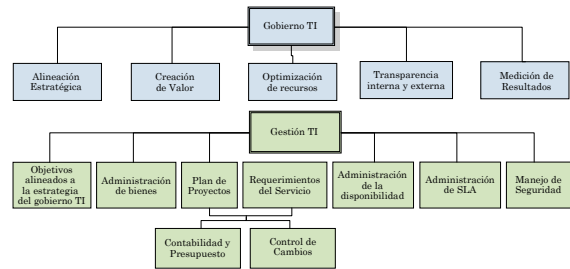 Gobierno TI
Alineación
Estratégica
Creación
de Valor
Optimización
de recursos
Transparencia
interna y externa
Medición de
Resultados
Gestión TI
Objetivos
alineados a
la estrategia
del gobierno TI
Administración
de bienes
Plan de
Proyectos
Requerimientos
del Servicio
Administración
de la
disponibilidad
Administración
de SLA
Manejo de
Seguridad
Contabilidad y
Presupuesto
Control de
Cambios